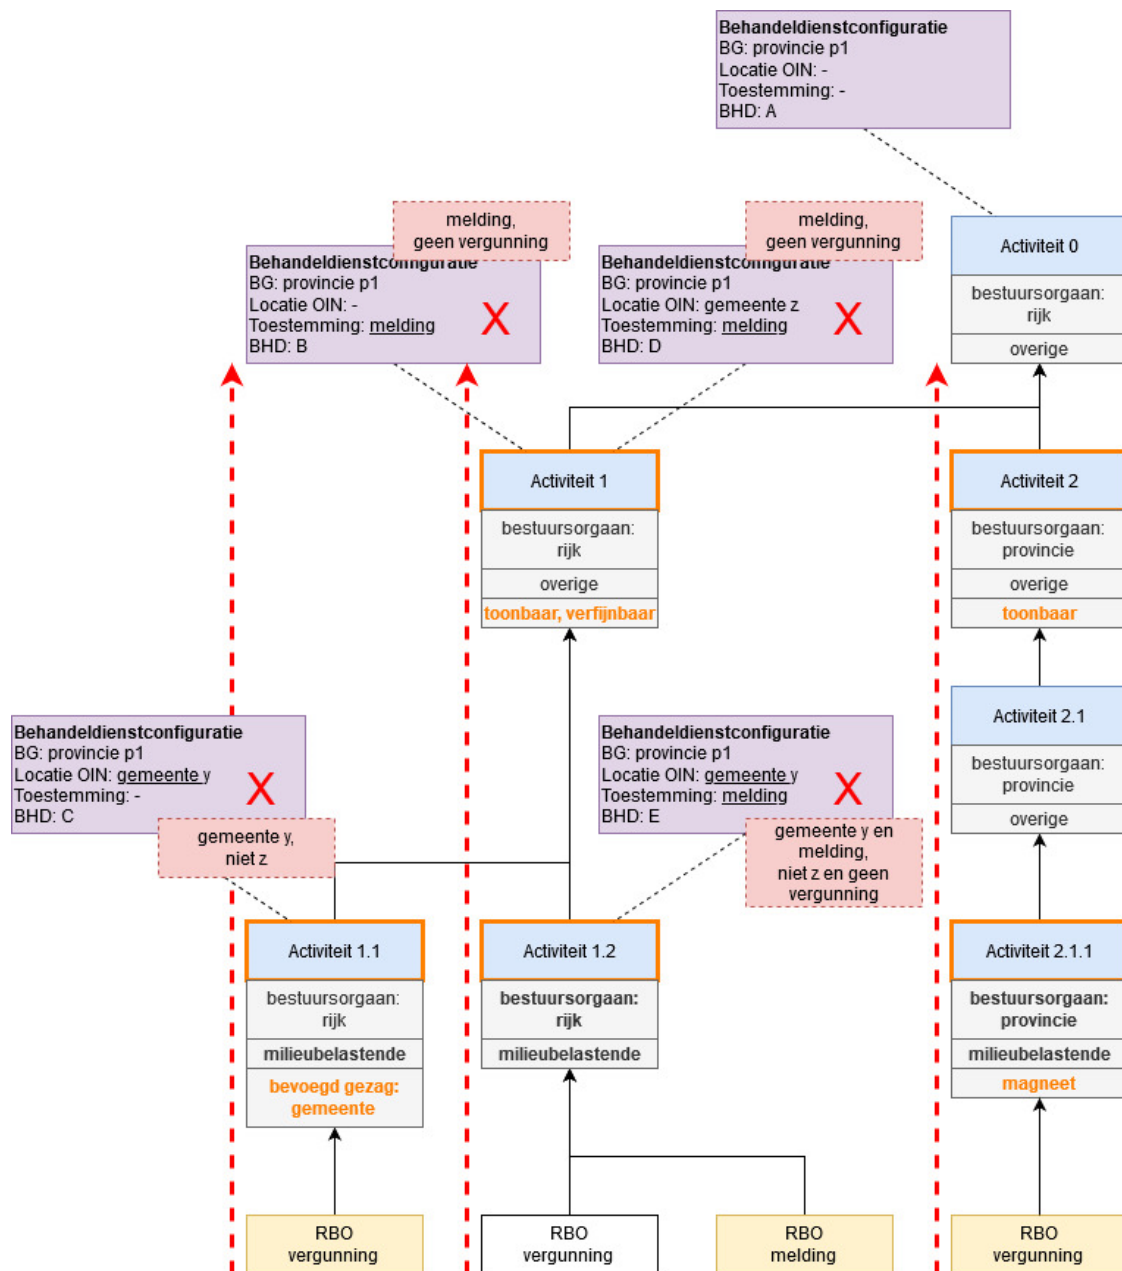 Behandeldienstconfiguratie
BG: provincie p1
Locatie OIN: -
Toestemming: -
BHD: A
melding,
geen vergunning
melding,
geen vergunning
Activiteit 0
bestuursorgaan:
rijk
overige
Behandeldienstconfiguratie
BG: provincie p1
Locatie OIN: -
Toestemming: melding
BHD: B
X
Behandeldienstconfiguratie
BG: provincie p1
Locatie OIN: gemeente z
Toestemming: melding
BHD: D
X
Activiteit 1
bestuursorgaan:
rijk
overige
toonbaar, verfijnbaar
Activiteit 2
bestuursorgaan:
provincie
overige
toonbaar
Behandeldienstconfiguratie
BG: provincie p1
Locatie OIN: gemeente y
Toestemming: -
BHD: C
X
gemeente y,
niet z
Behandeldienstconfiguratie
BG: provincie p1
Locatie OIN: gemeente y
Toestemming: melding
BHD: E
X
gemeente y en
melding,
niet z en geen
vergunning
Activiteit 2.1
bestuursorgaan:
provincie
overige
Activiteit 1.1
bestuursorgaan:
rijk
milieubelastende
bevoegd gezag:
gemeente
Activiteit 1.2
bestuursorgaan:
rijk
milieubelastende
Activiteit 2.1.1
bestuursorgaan:
provincie
milieubelastende
magneet
RBO
vergunning
RBO
vergunning
RBO
melding
RBO
vergunning